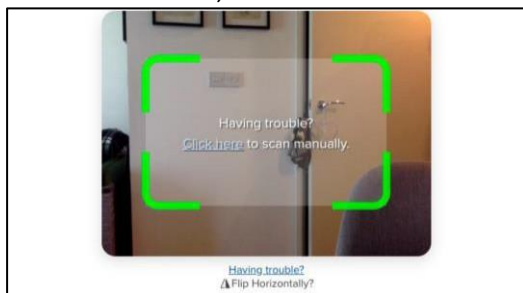 Having trouble?
Click here to scan manually.
Having trouble?
Flip Horizontally?